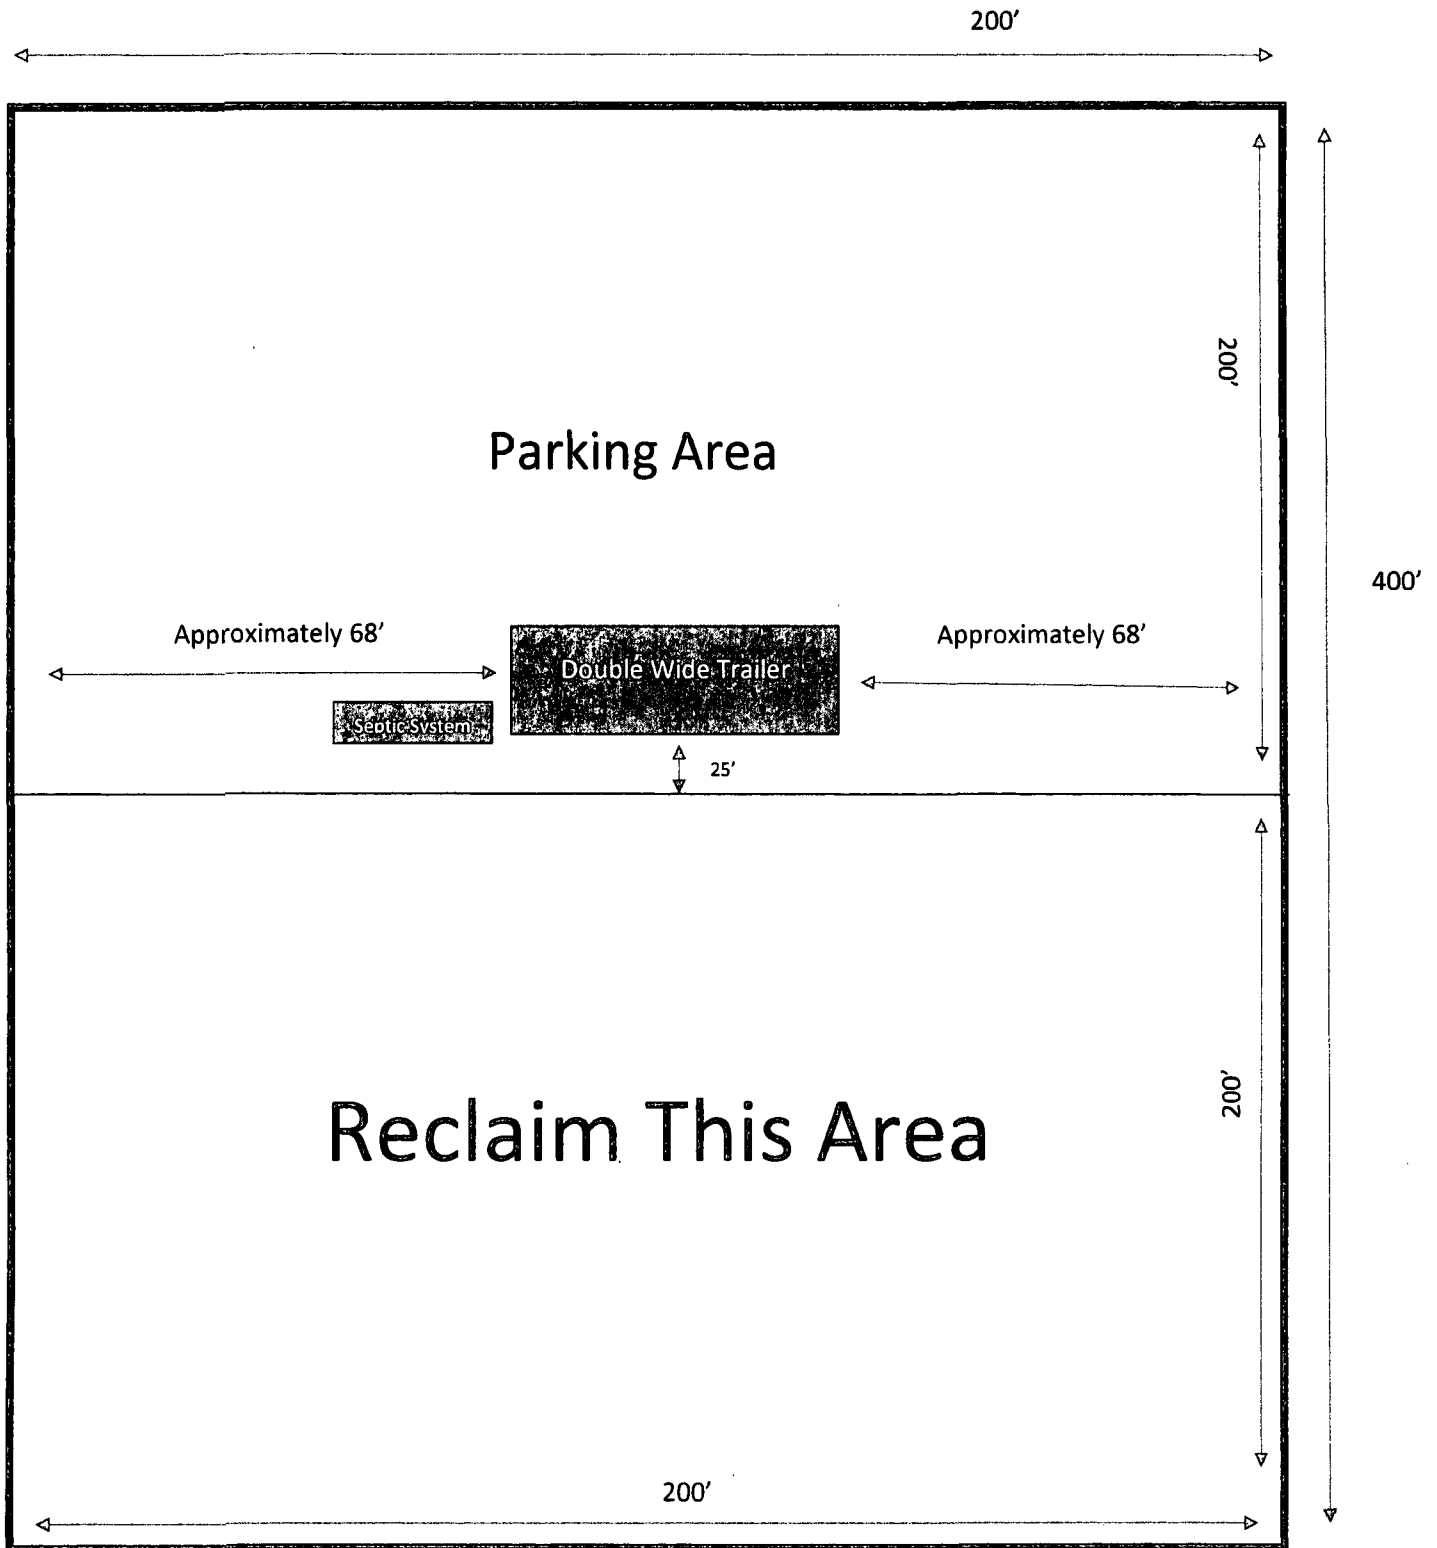 200'
200'
Parking Area
400'
Approximately 68'
Double Wide Trailer
Approximately 68'
Septic System
25'
200'
Reclaim This Area
200'